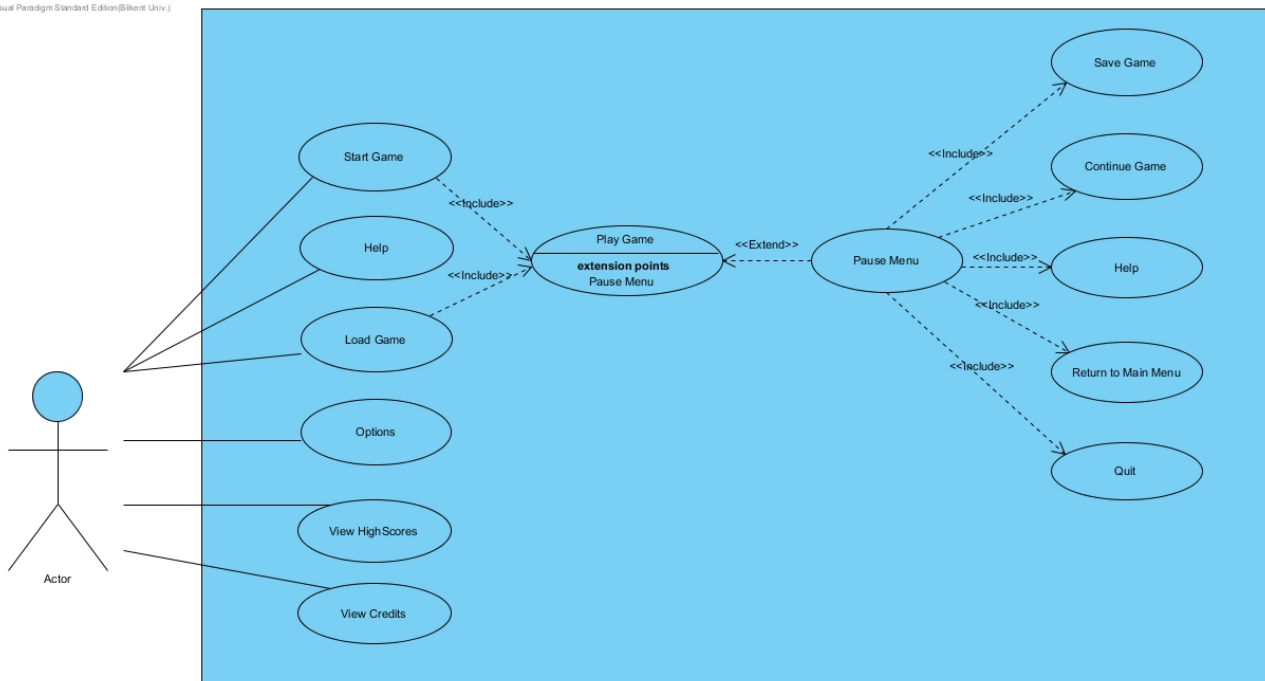 sual Paradigm Standard Edition(Bilkent Univ.)
Save Game
Start Game
<<Include>>
Continue Game
<<Include>>
<<Include>>
Help
Play Game
<<Extend>>
extension points
Pause Menu
Pause Menu
<<Include>>
Help
<<Include>>
<<Include>>
Load Game
<<Include>>
Return to Main Menu
Options
Quit
View HighScores
Actor
View Credits